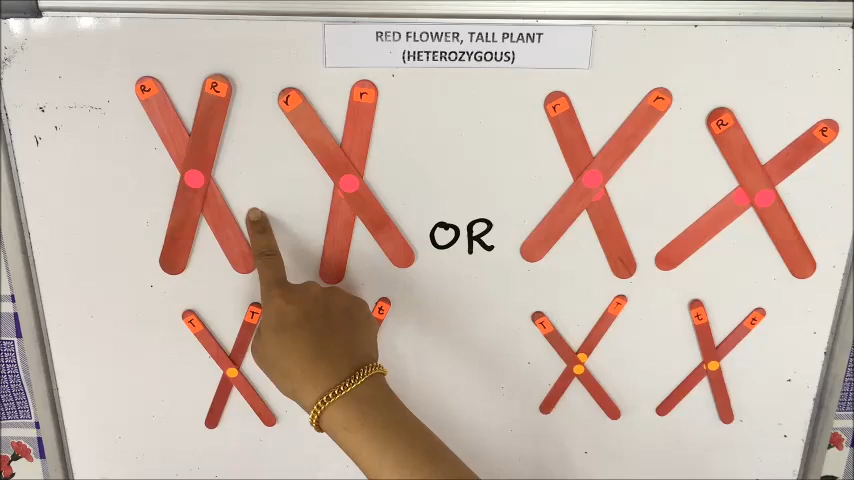 RED FLOWER, TALL PLANT
(HETEROZYGOUS)
R R r r
OR
r r R R
T T t
T T t t